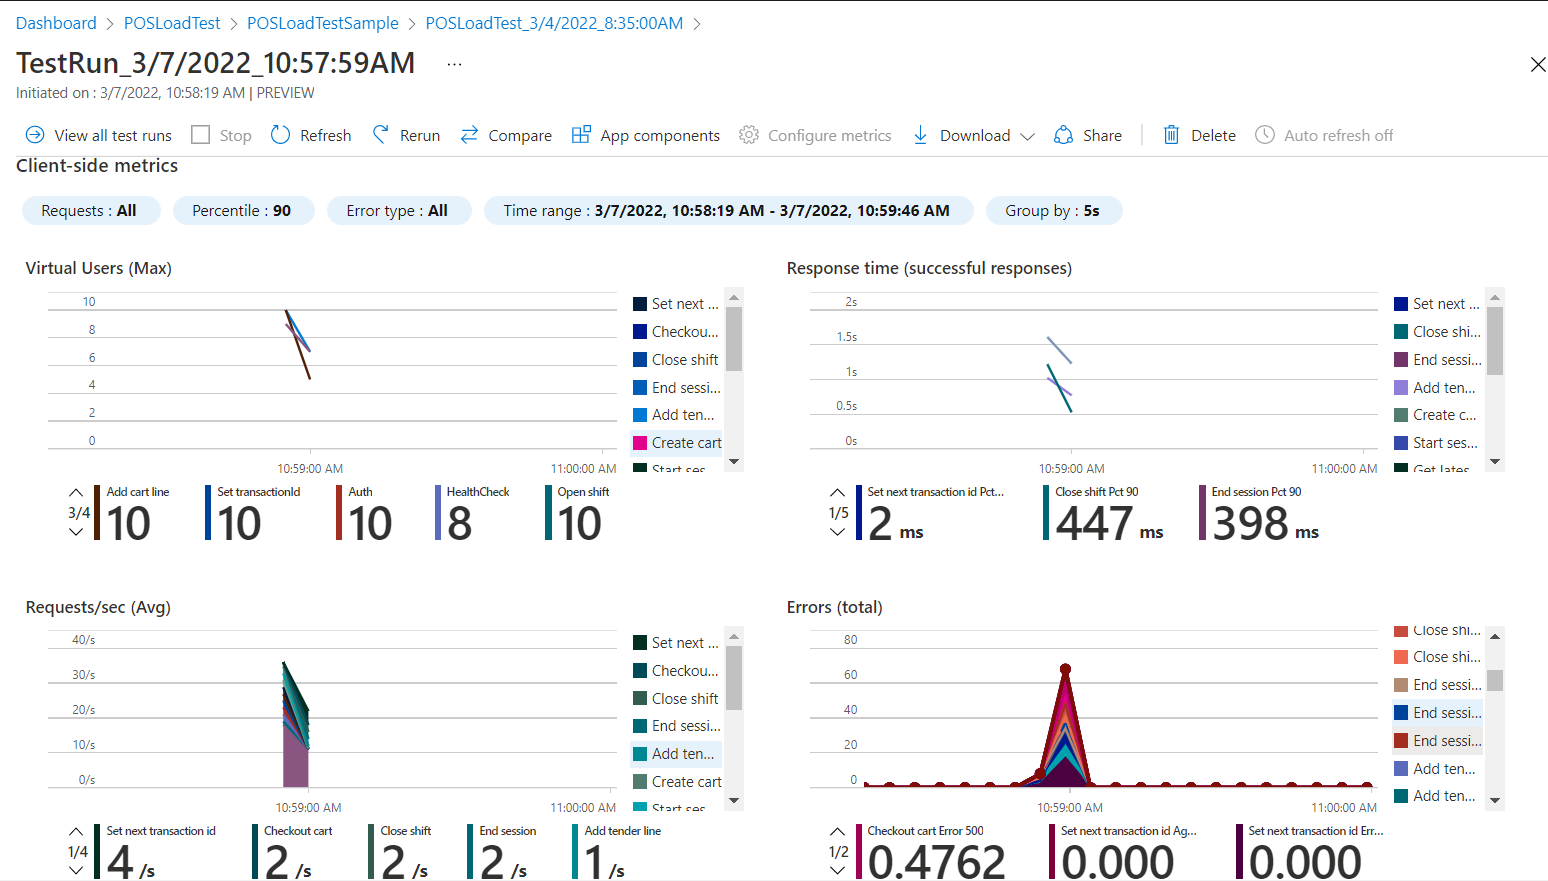 Dashboard > POSLoadTest > POSLoadTestSample > POSLoadTest_3/4/2022_8:35:00AM >
TestRun_3/7/2022_10:57:59AM ...
Initiated on : 3/7/2022, 10:58:19 AM | PREVIEW
View all test runs Stop Refresh Rerun Compare App components Configure metrics Download Share Delete Auto refresh off
Client-side metrics
Requests : All Percentile : 90 Error type : All Time range : 3/7/2022, 10:58:19 AM - 3/7/2022, 10:59:46 AM Group by : 5s
Virtual Users (Max)
10
8
6
4
2
0
10:59:00 AM 11:00:00 AM
Set next ...
Checkou...
Close shift
End sessi...
Add ten...
Create cart
Start ses
3/4
Add cart line Set transactionId Auth HealthCheck Open shift
10 10 10 8 10
Response time (successful responses)
2s
1.5s
1s
0.5s
0s
10:59:00 AM 11:00:00 AM
Set next ...
Close shi...
End sessi...
Add ten...
Create c...
Start ses...
Get lates
1/5
Set next transaction id Pct... Close shift Pct 90 End session Pct 90
2 ms 447 ms 398 ms
Requests/sec (Avg)
40/s
30/s
20/s
10/s
0/s
10:59:00 AM 11:00:00 AM
Set next ...
Checkou...
Close shift
End sessi...
Add ten...
Create cart
Start ses
1/4
Set next transaction id Checkout cart Close shift End session Add tender line
4 /s 2 /s 2 /s 2 /s 1 /s
Errors (total)
80
60
40
20
0
10:59:00 AM 11:00:00 AM
Close shi...
Close shi...
End sessi...
End sessi...
End sessi...
Add ten...
Add ten...
1/2
Checkout cart Error 500 Set next transaction id Ag... Set next transaction id Err...
0.4762 0.000 0.000